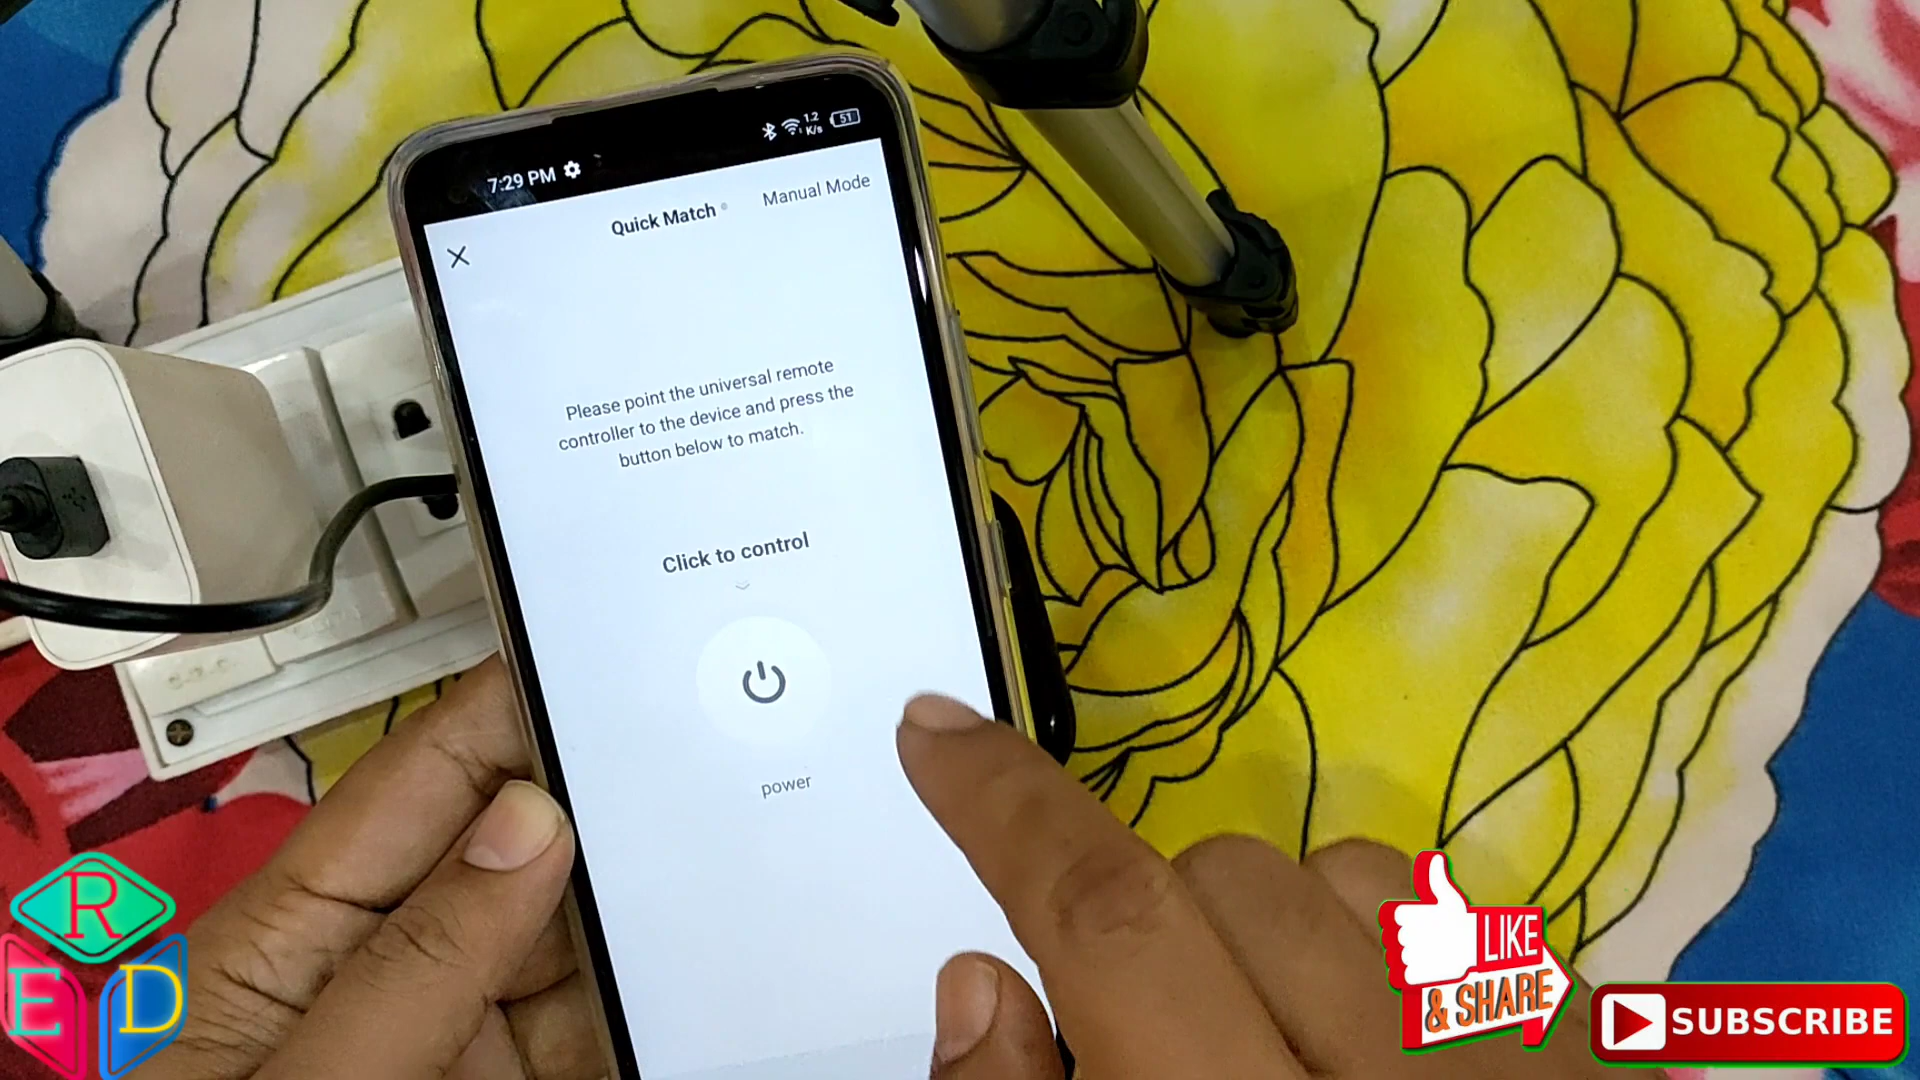 7:29 PM
1.2
K/s
51
Quick Match
Manual Mode
Please point the universal remote
controller to the device and press the
button below to match.
Click to control
power
R
E D
LIKE
& SHARE
SUBSCRIBE